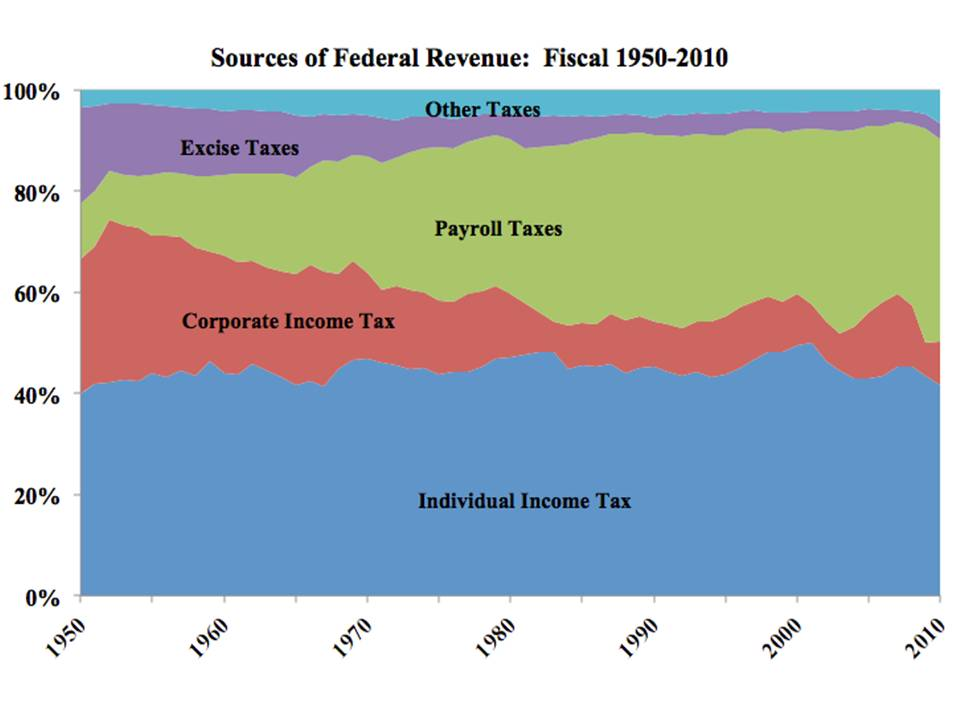 Sources of Federal Revenue:  Fiscal 1950-2010
100%
Other Taxes
Excise Taxes
80%
Payroll Taxes
60%
Corporate Income Tax
40%
20%
Individual Income Tax
0%
1950
1960
1970
1980
1990
2000
2010